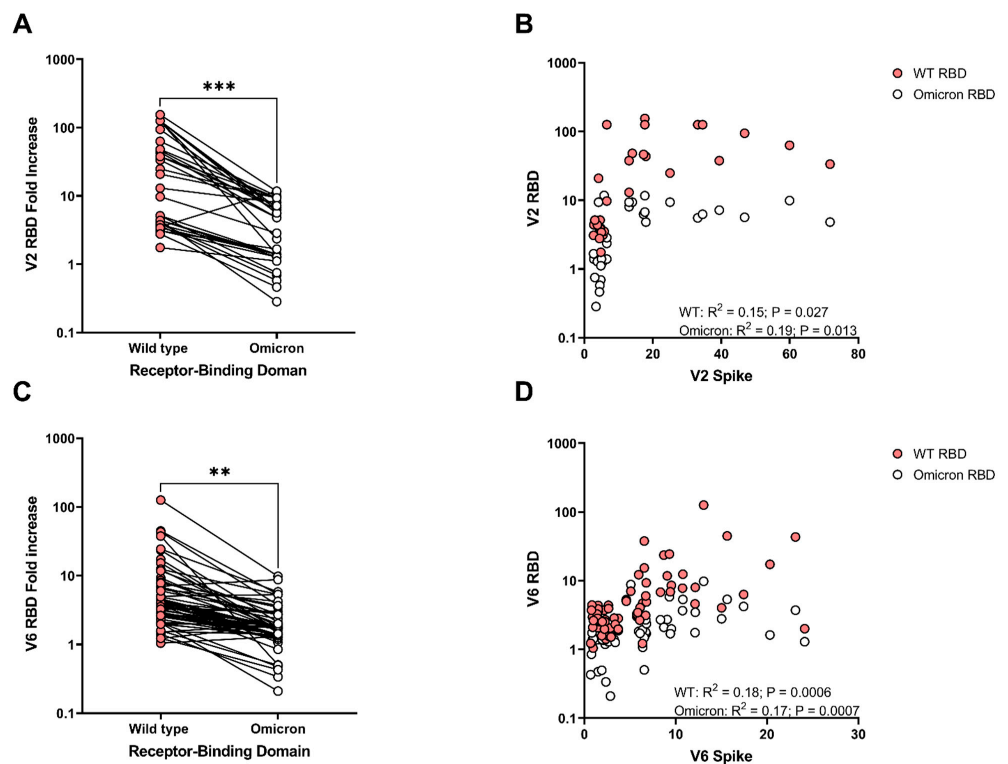 A
1000
100
10
1
0.1
V2 RBD Fold Increase
***
Wild type
Omicron
Receptor-Binding Domain
B
1000
100
10
1
0.1
V2 RBD
WT RBD
Omicron RBD
WT: R² = 0.15; P = 0.027
Omicron: R² = 0.19; P = 0.013
0 20 40 60 80
V2 Spike
C
1000
100
10
1
0.1
V6 RBD Fold increase
**
Wild type
Omicron
Receptor-Binding Domain
D
1000
100
10
1
0.1
V6 RBD
WT RBD
Omicron RBD
WT: R² = 0.18; P = 0.0006
Omicron: R² = 0.17; P = 0.0007
0 10 20 30
V6 Spike